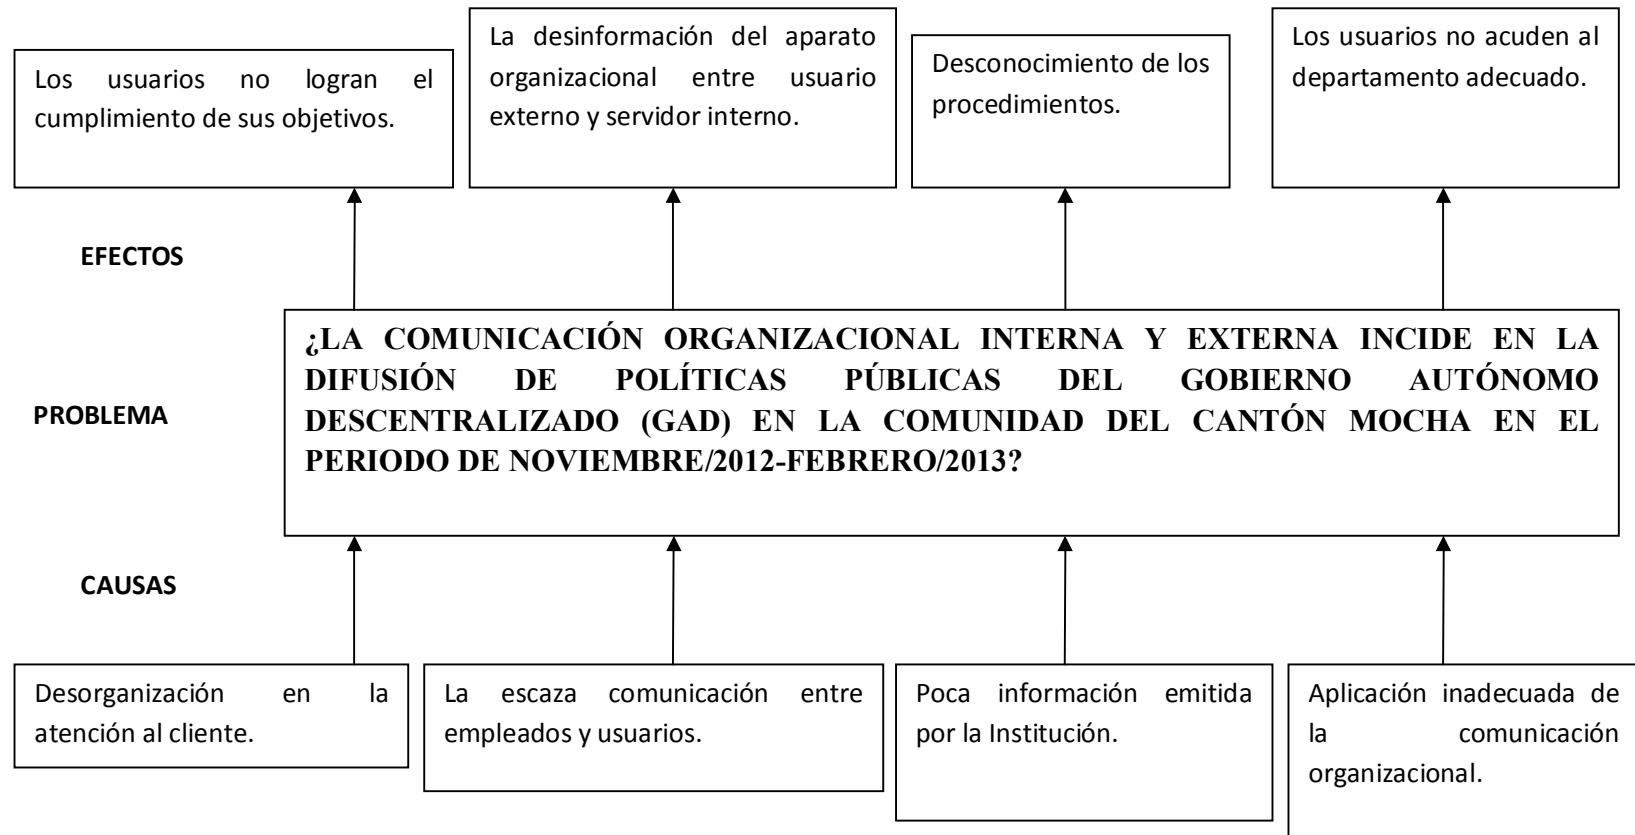 Los usuarios no logran el
cumplimiento de sus objetivos.
La desinformación del aparato
organizacional entre usuario
externo y servidor interno.
Desconocimiento de los
procedimientos.
Los usuarios no acuden al
departamento adecuado.
EFECTOS
PROBLEMA
¿LA COMUNICACIÓN ORGANIZACIONAL INTERNA Y EXTERNA INCIDE EN LA
DIFUSIÓN DE POLÍTICAS PÚBLICAS DEL GOBIERNO AUTÓNOMO
DESCENTRALIZADO (GAD) EN LA COMUNIDAD DEL CANTÓN MOCHA EN EL
PERIODO DE NOVIEMBRE/2012-FEBRERO/2013?
CAUSAS
Desorganización en la
atención al cliente.
La escaza comunicación entre
empleados y usuarios.
Poca información emitida
por la Institución.
Aplicación inadecuada de
la comunicación
organizacional.